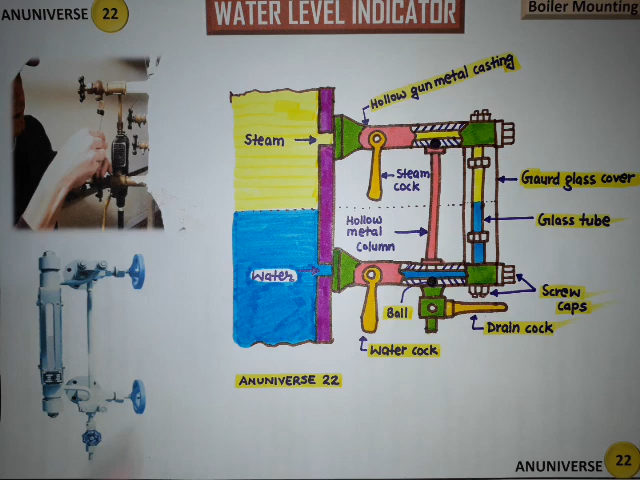 ANUNIVERSE 22
WATER LEVEL INDICATOR
Boiler Mounting
Hollow gun metal casting
Steam
Steam
cock
Gaurd glass cover
Glass tube
Hollow
metal
Column
Water
Ball
Screw
caps
Drain cock
Water cock
ANUNIVERSE 22
ANUNIVERSE 22